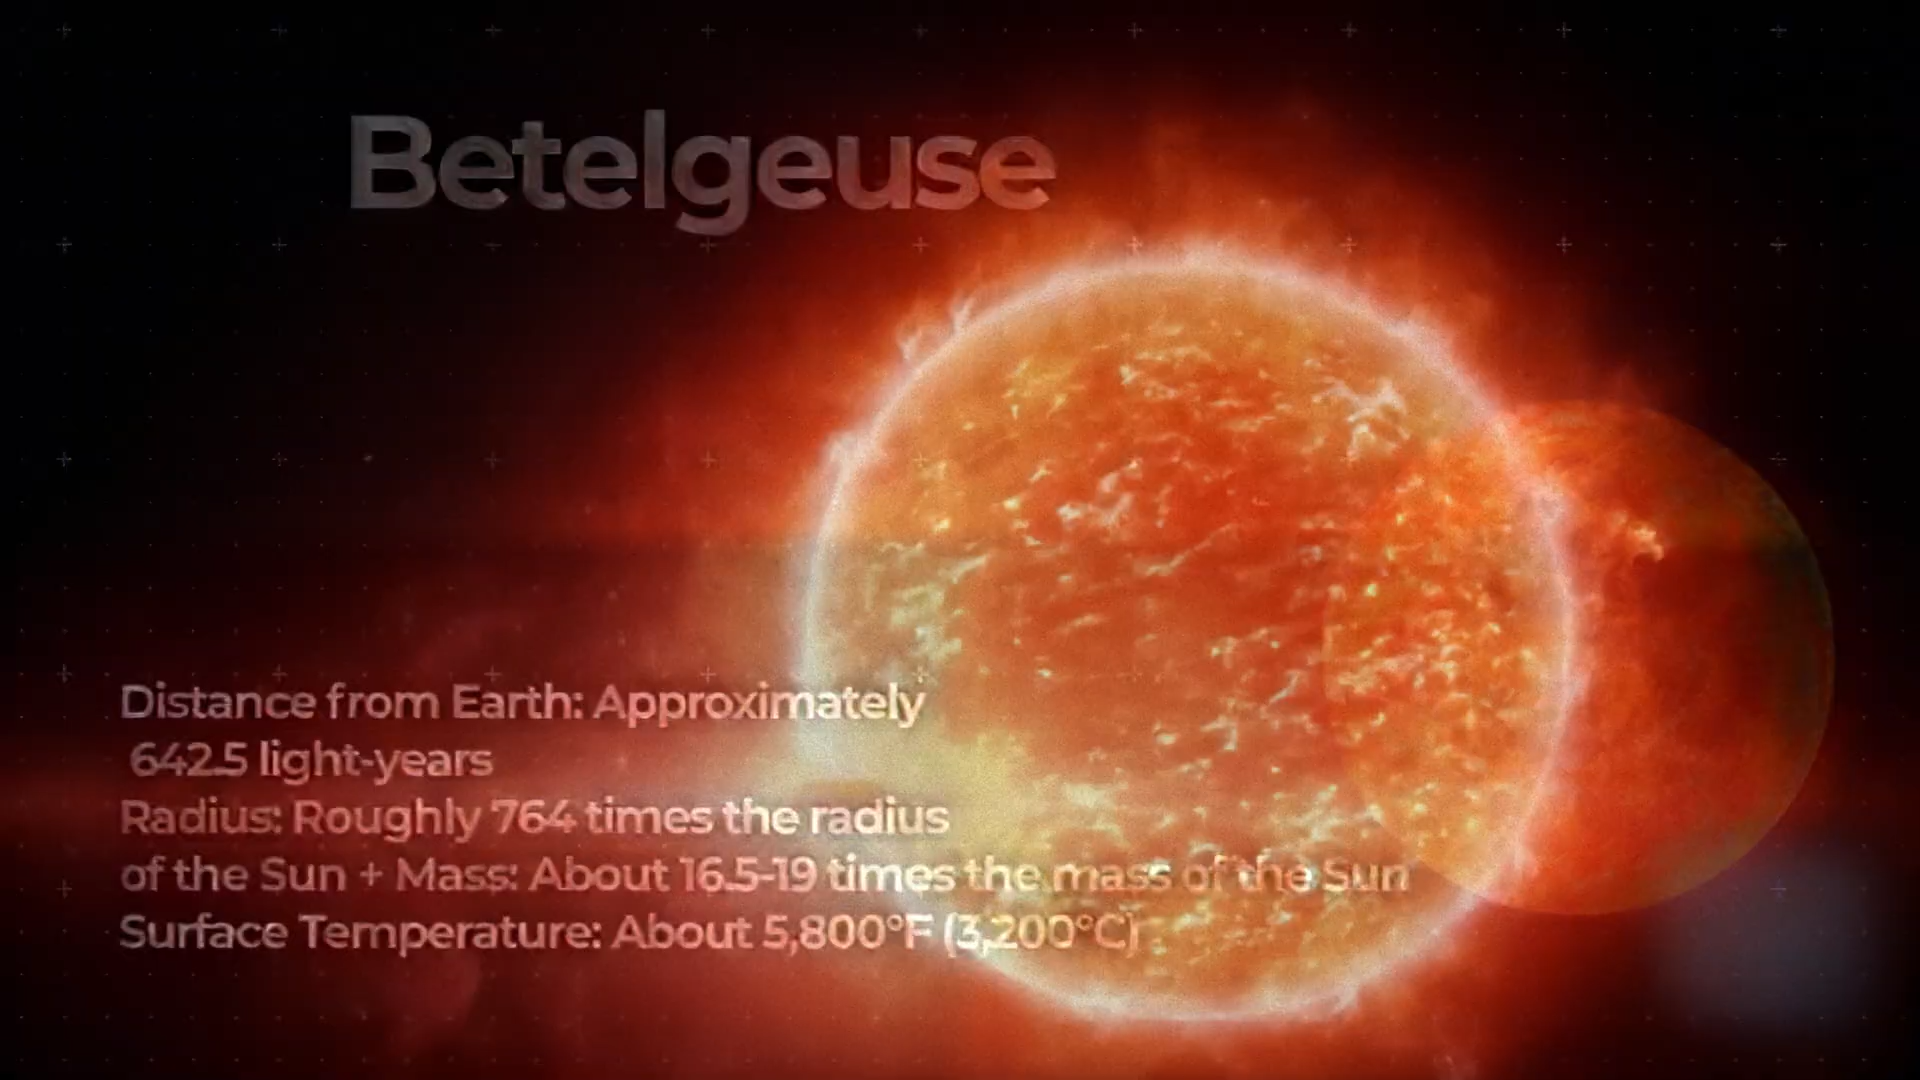 Betelgeuse
Distance from Earth: Approximately
642.5 light-years
Radius: Roughly 764 times the radius
of the Sun + Mass: About 16.5-19 times the mass of the Sun
Surface Temperature: About 5,800°F (3,200°C)